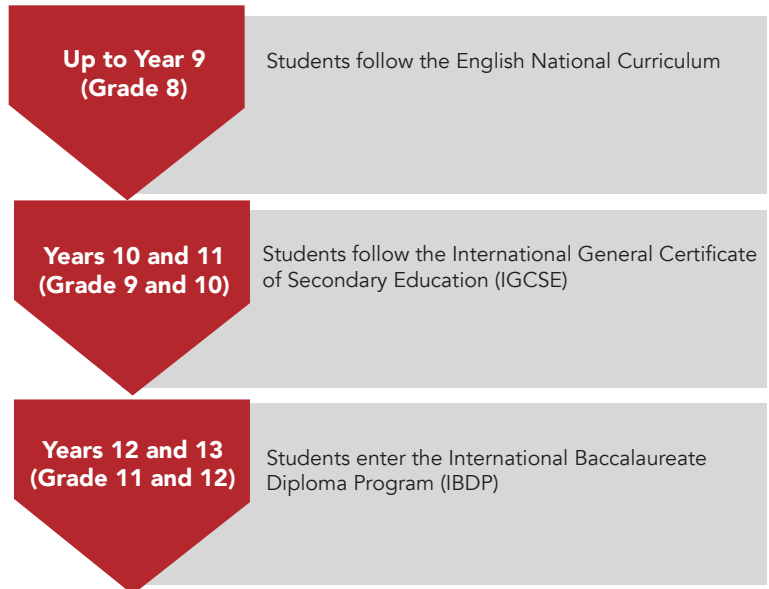 Up to Year 9
(Grade 8)
Students follow the English National Curriculum
Years 10 and 11
(Grade 9 and 10)
Students follow the International General Certificate
of Secondary Education (IGCSE)
Years 12 and 13
(Grade 11 and 12)
Students enter the International Baccalaureate
Diploma Program (IBDP)